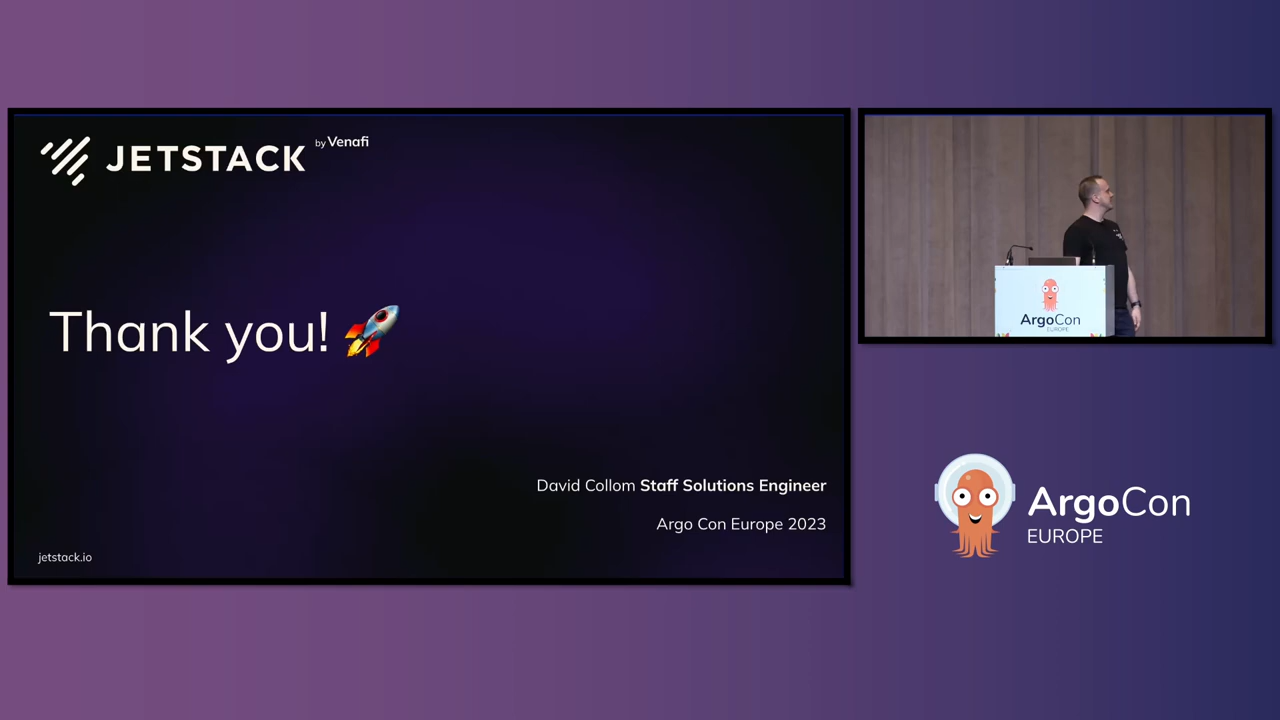 JETSTACK by Venafi
Thank you!
David Collom Staff Solutions Engineer
Argo Con Europe 2023
jetstack.io
ArgoCon
EUROPE
ArgoCon
EUROPE